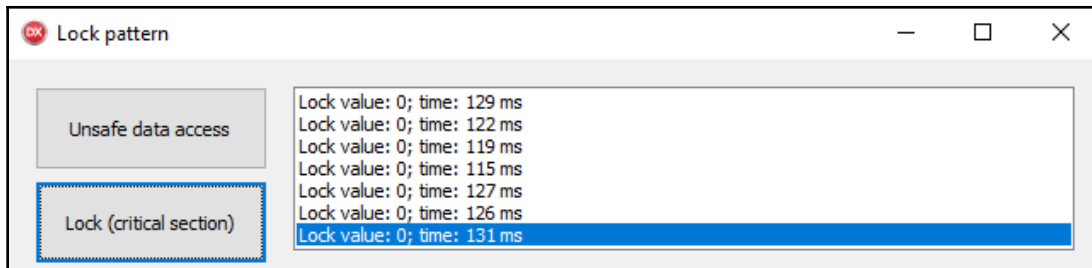 DX Lock pattern
Unsafe data access
Lock (critical section)
Lock value: 0; time: 129 ms
Lock value: 0; time: 122 ms
Lock value: 0; time: 119 ms
Lock value: 0; time: 115 ms
Lock value: 0; time: 127 ms
Lock value: 0; time: 126 ms
Lock value: 0; time: 131 ms